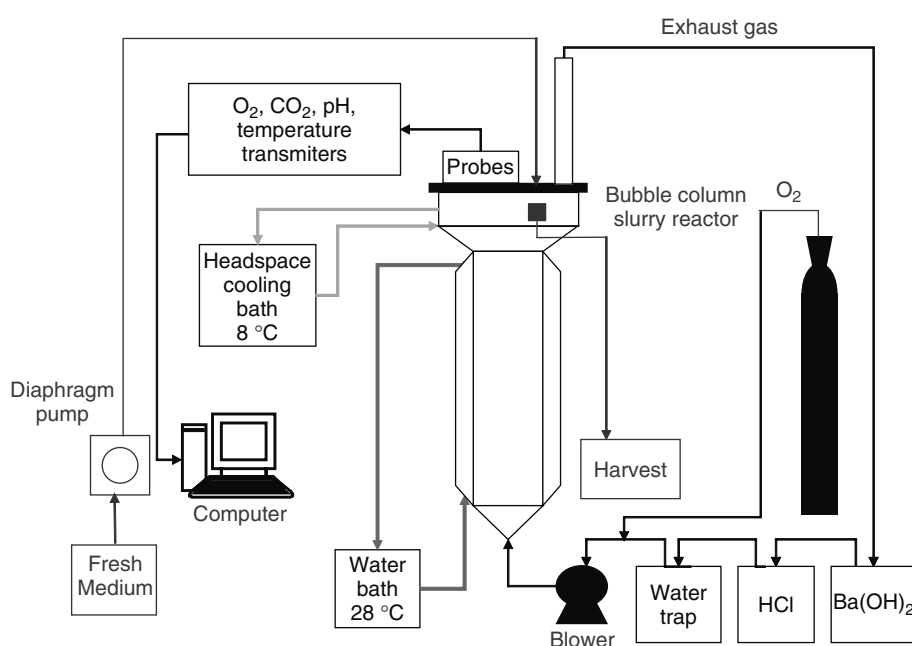 Exhaust gas
O₂, CO₂, pH,
temperature
transmiters
Probes
Bubble column
slurry reactor
O₂
Headspace
cooling
bath
8 °C
Diaphragm
pump
Harvest
Computer
Fresh
Medium
Water
bath
28 °C
Blower
Water
trap
HCl
Ba(OH)₂